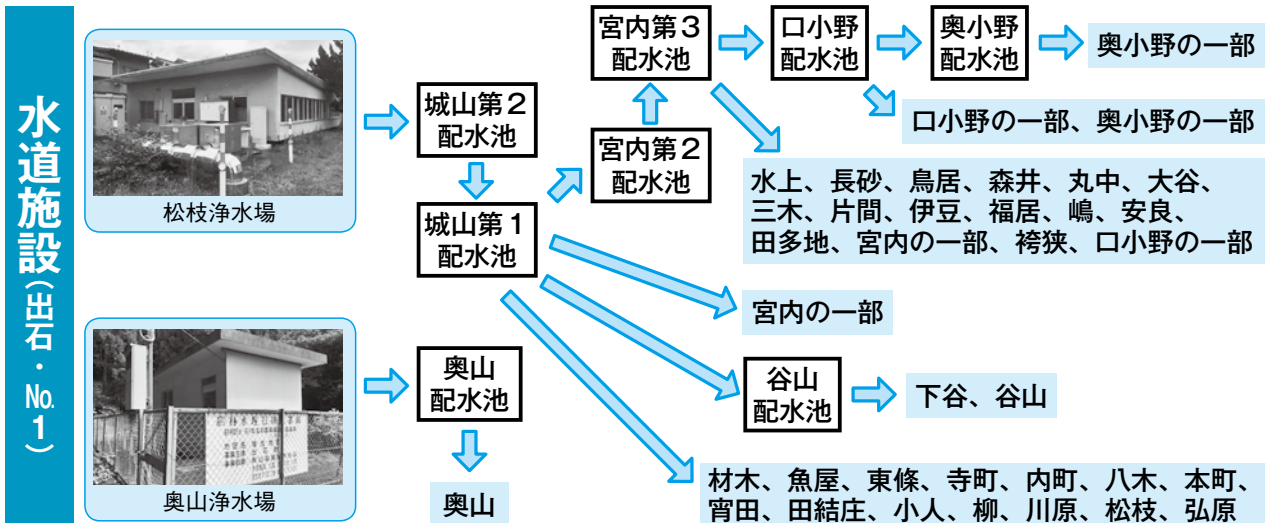 水道施設(出石・No.1)
松枝浄水場
城山第2
配水池
城山第1
配水池
宮内第2
配水池
宮内第3
配水池
口小野
配水池
奥小野
配水池
奥小野の一部
口小野の一部、奥小野の一部
水上、長砂、鳥居、森井、丸中、大谷、
三木、片間、伊豆、福居、嶋、安良、
田多地、宮内の一部、袴狭、口小野の一部
宮内の一部
谷山
配水池
下谷、谷山
材木、魚屋、東條、寺町、内町、八木、本町、
宵田、田結庄、小人、柳、川原、松枝、弘原
奥山浄水場
奥山
配水池
奥山